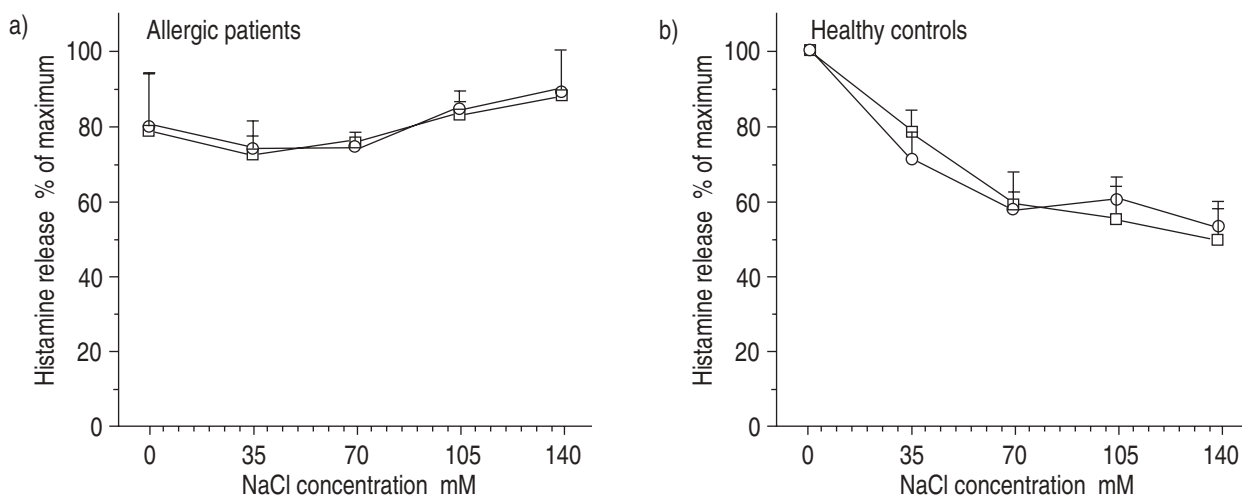 a)
Allergic patients
Histamine release % of maximum
100
80
60
40
20
0
0 35 70 105 140
NaCl concentration mM
b)
Healthy controls
Histamine release % of maximum
100
80
60
40
20
0
0 35 70 105 140
NaCl concentration mM